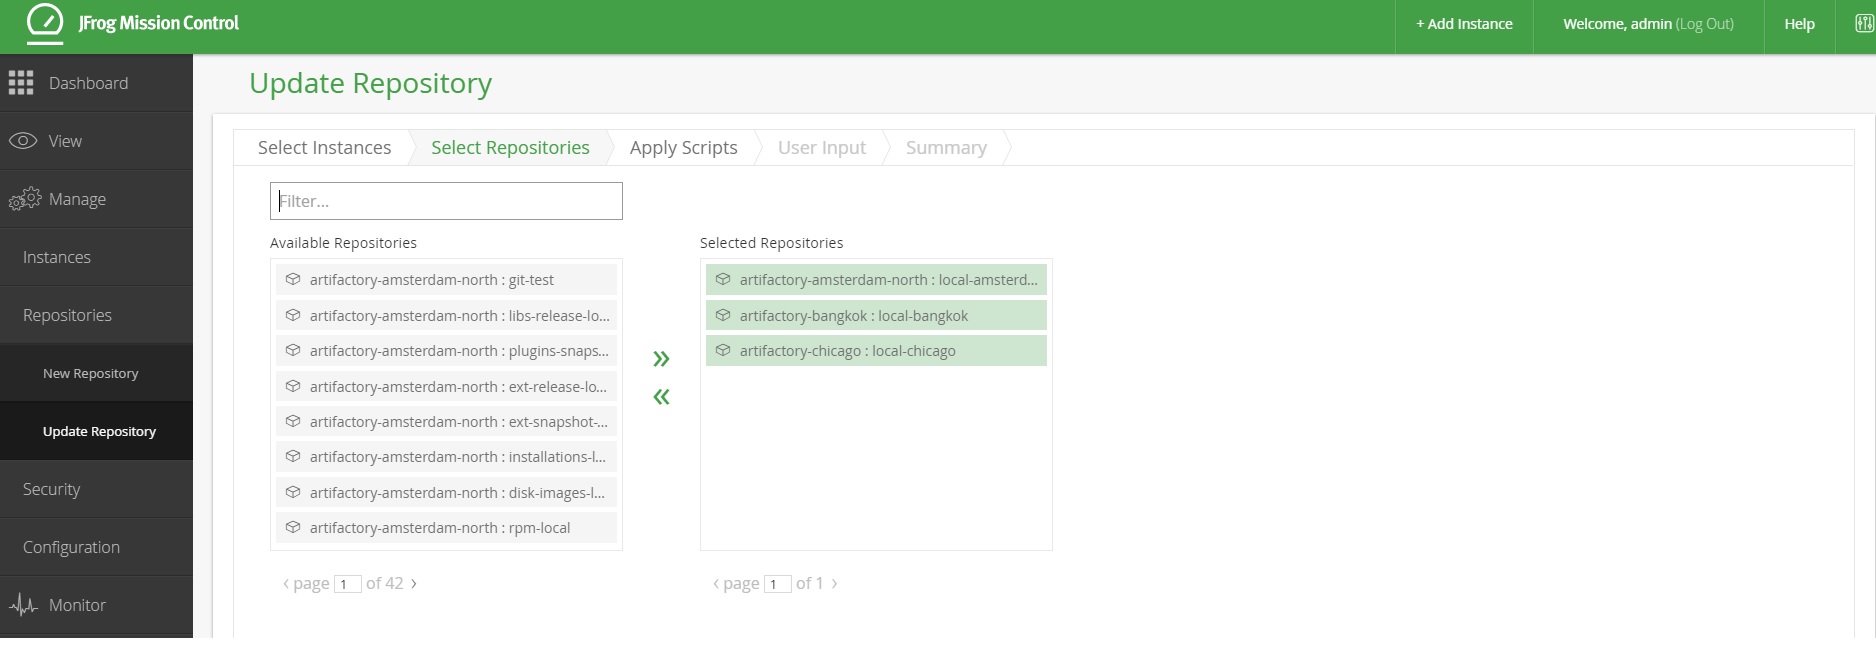 JFrog Mission Control
+ Add Instance
Welcome, admin (Log Out)
Help
Dashboard
View
Manage
Instances
Repositories
New Repository
Update Repository
Security
Configuration
Monitor
Update Repository
Select Instances
Select Repositories
Apply Scripts
User Input
Summary
Filter...
Available Repositories
artifactory-amsterdam-north : git-test
artifactory-amsterdam-north : libs-release-lo...
artifactory-amsterdam-north : plugins-snaps...
artifactory-amsterdam-north : ext-release-lo...
artifactory-amsterdam-north : ext-snapshot-...
artifactory-amsterdam-north : installations-l...
artifactory-amsterdam-north : disk-images-l...
artifactory-amsterdam-north : rpm-local
‹ page 1 of 42 ›
Selected Repositories
artifactory-amsterdam-north : local-amsterd...
artifactory-bangkok : local-bangkok
artifactory-chicago : local-chicago
‹ page 1 of 1 ›